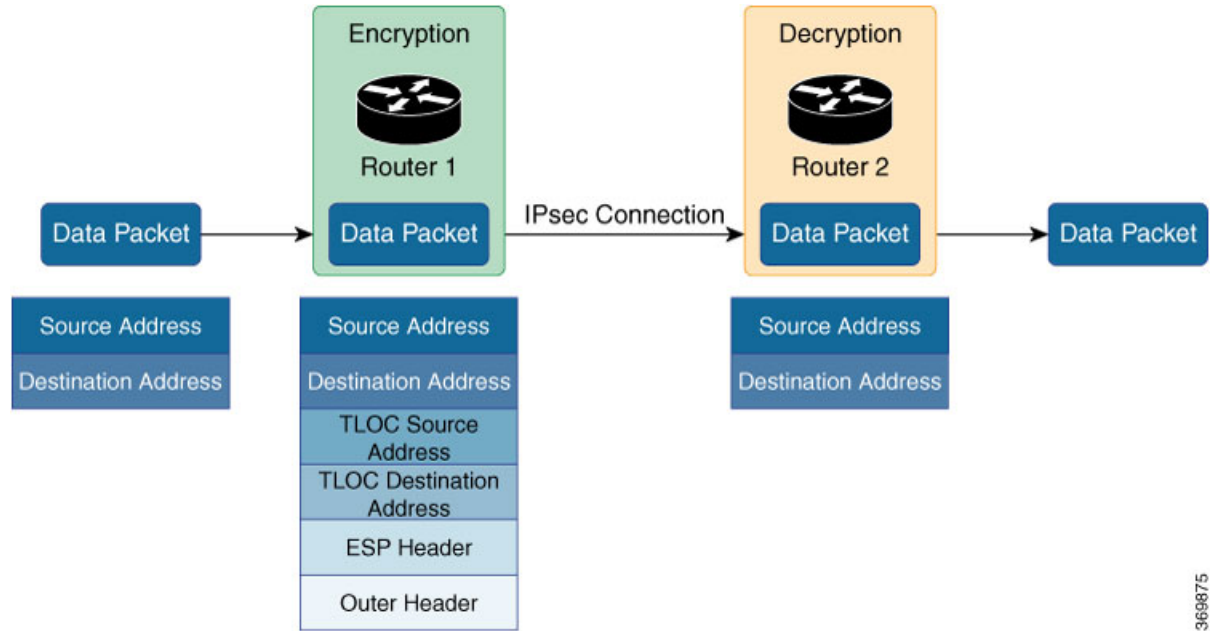 Encryption
Router 1
Decryption
Router 2
Data Packet
Data Packet
IPsec Connection
Data Packet
Data Packet
Source Address
Destination Address
Source Address
Destination Address
TLOC Source
Address
TLOC Destination
Address
ESP Header
Outer Header
Source Address
Destination Address
369875